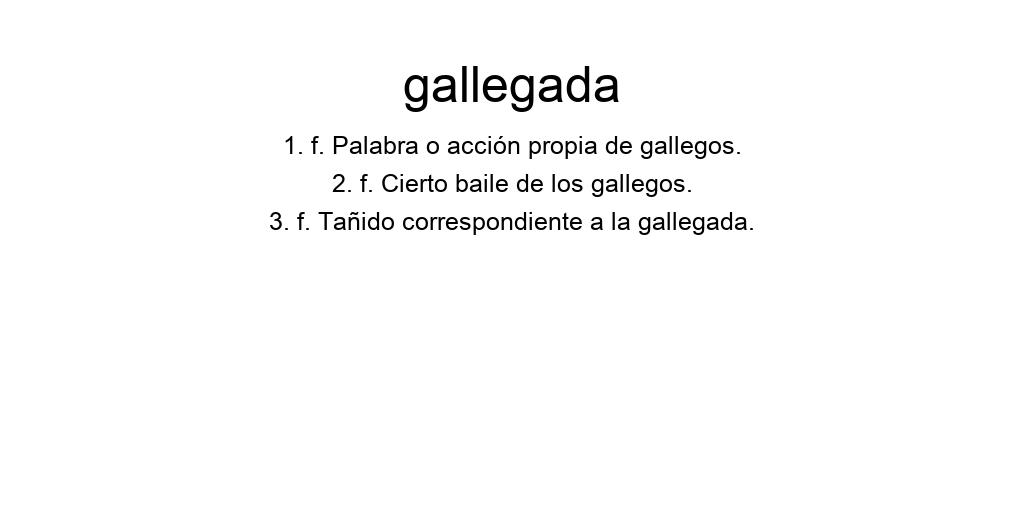 gallegada
1. f. Palabra o acción propia de gallegos.
2. f. Cierto baile de los gallegos.
3. f. Tañido correspondiente a la gallegada.